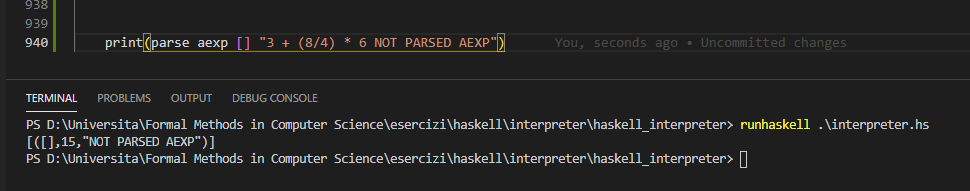 938
939
940 print(parse aexp [] "3 + (8/4) * 6 NOT PARSED AEXP") You, seconds ago • Uncommitted changes
TERMINAL PROBLEMS OUTPUT DEBUG CONSOLE
PS D:\Universita\Formal Methods in Computer Science\esercizi\haskell\interpreter\haskell_interpreter> runhaskell .\interpreter.hs
[([],15,"NOT PARSED AEXP")]
PS D:\Universita\Formal Methods in Computer Science\esercizi\haskell\interpreter\haskell_interpreter>